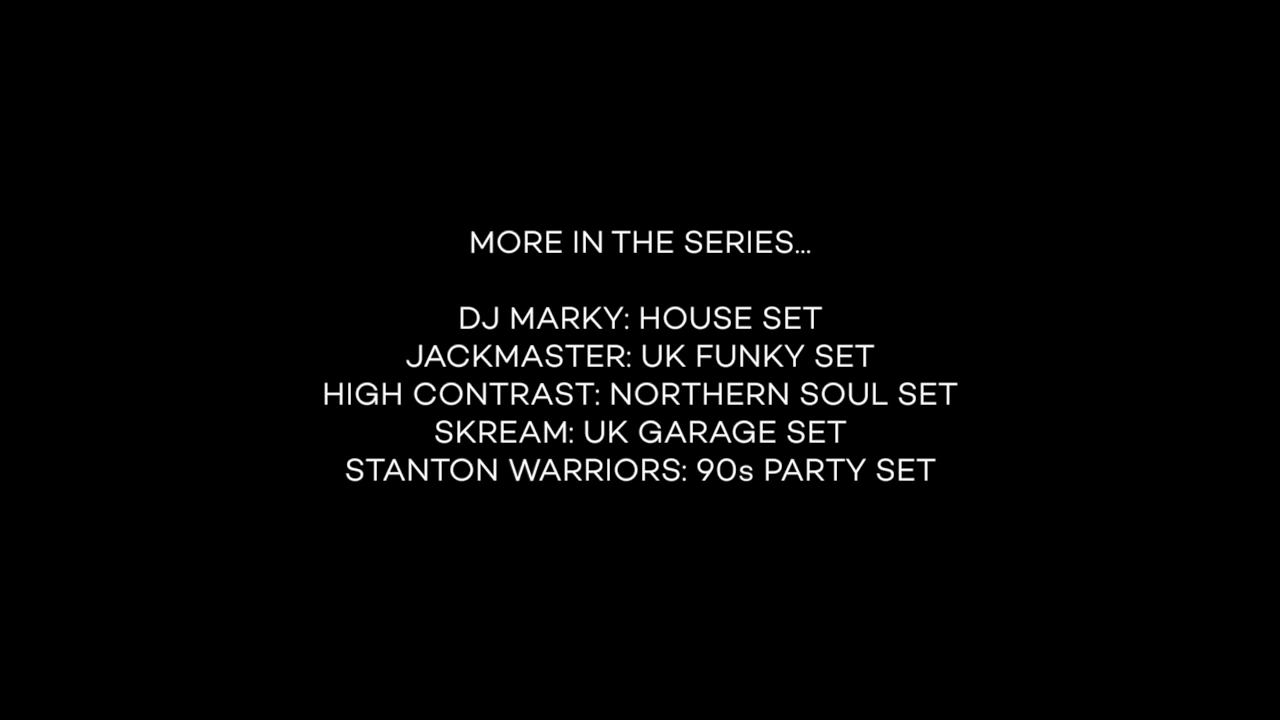 MORE IN THE SERIES...
DJ MARKY: HOUSE SET
JACKMASTER: UK FUNKY SET
HIGH CONTRAST: NORTHERN SOUL SET
SKREAM: UK GARAGE SET
STANTON WARRIORS: 90s PARTY SET